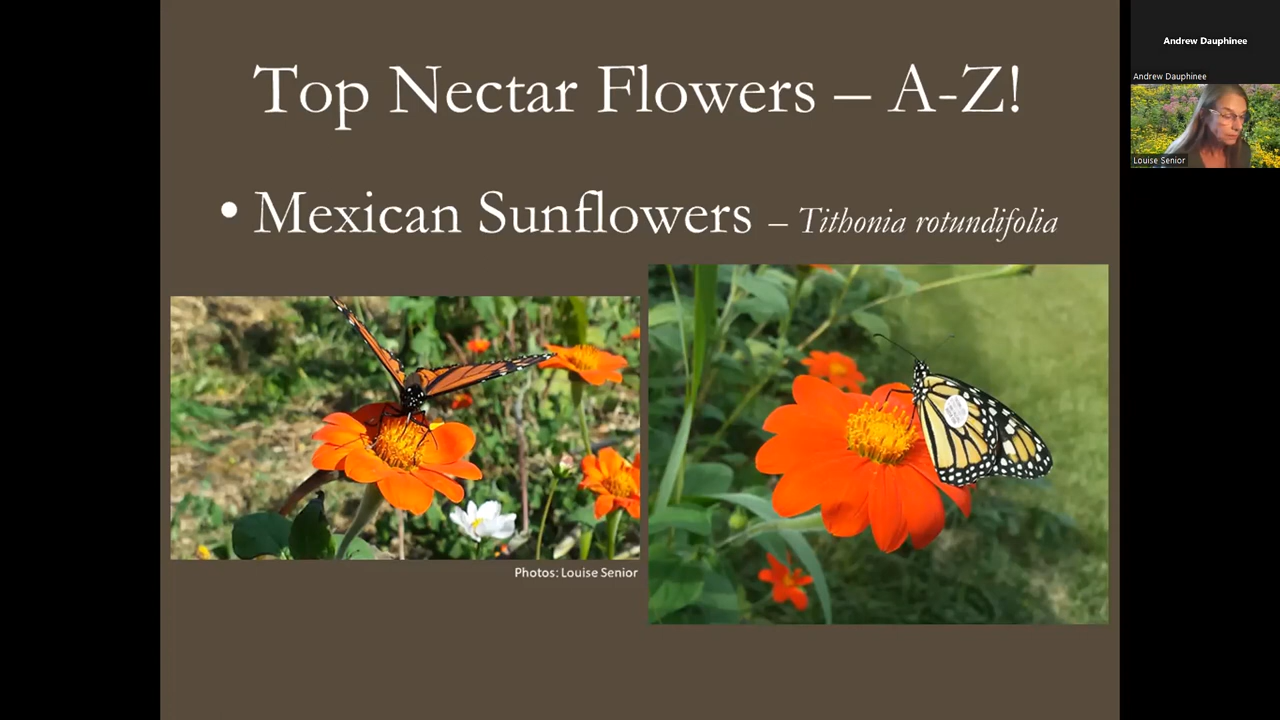 Top Nectar Flowers – A-Z!
• Mexican Sunflowers – Tithonia rotundifolia
Photos: Louise Senior
Andrew Dauphinee
Andrew Dauphinee
Louise Senior